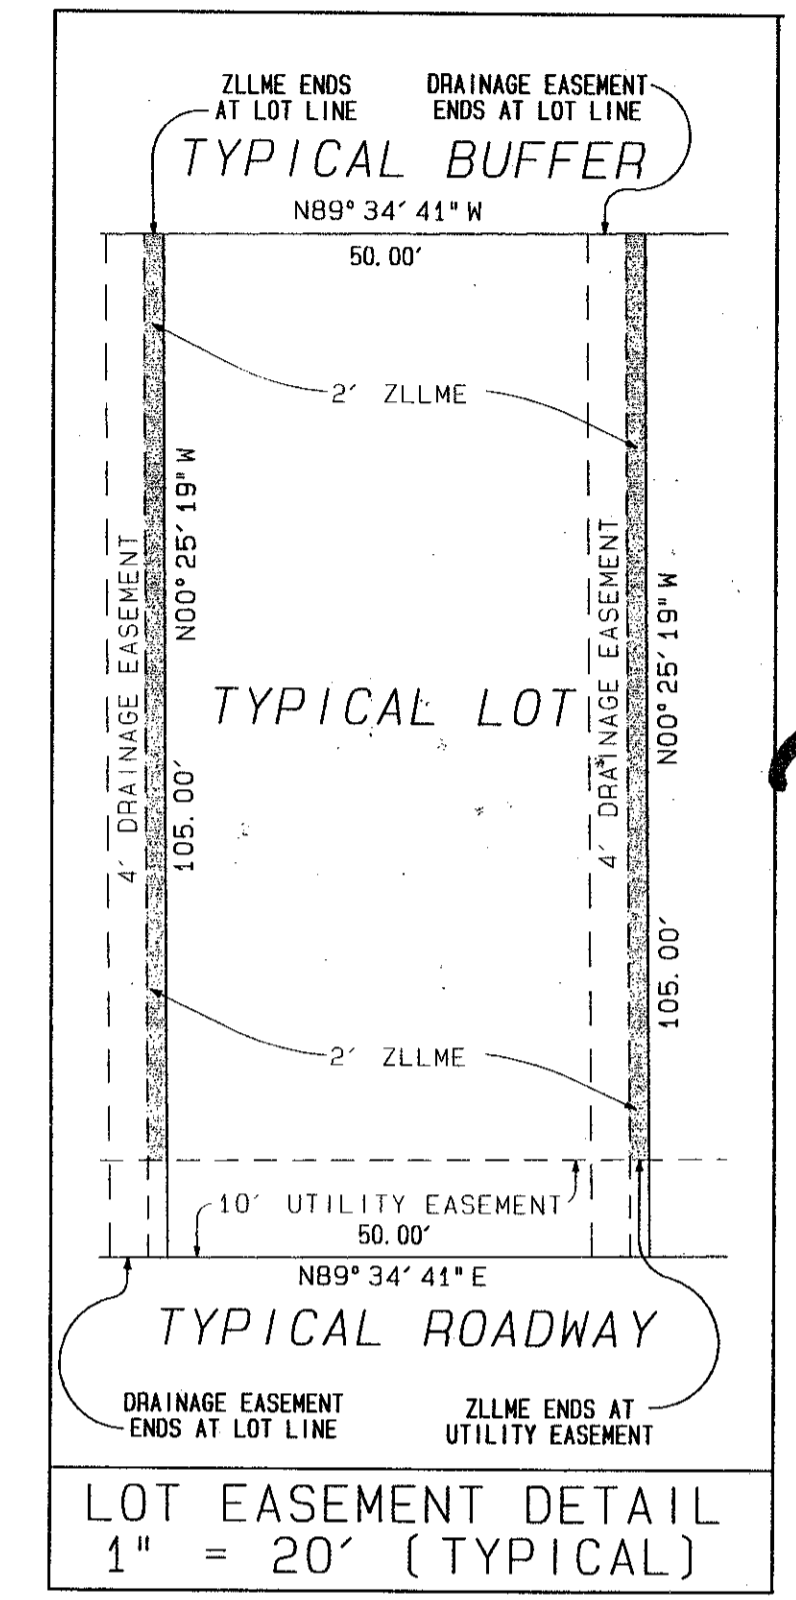 ZLLME ENDS
AT LOT LINE
DRAINAGE EASEMENT
ENDS AT LOT LINE
TYPICAL BUFFER
N89° 34′ 41" W
50.00′
2′ ZLLME
4′ DRAINAGE EASEMENT
N00° 25′ 19" W
105.00′
TYPICAL LOT
4′ DRAINAGE EASEMENT
N00° 25′ 19" W
105.00′
2′ ZLLME
10′ UTILITY EASEMENT
50.00′
N89° 34′ 41" E
TYPICAL ROADWAY
DRAINAGE EASEMENT
ENDS AT LOT LINE
ZLLME ENDS AT
UTILITY EASEMENT
LOT EASEMENT DETAIL
1" = 20′ (TYPICAL)